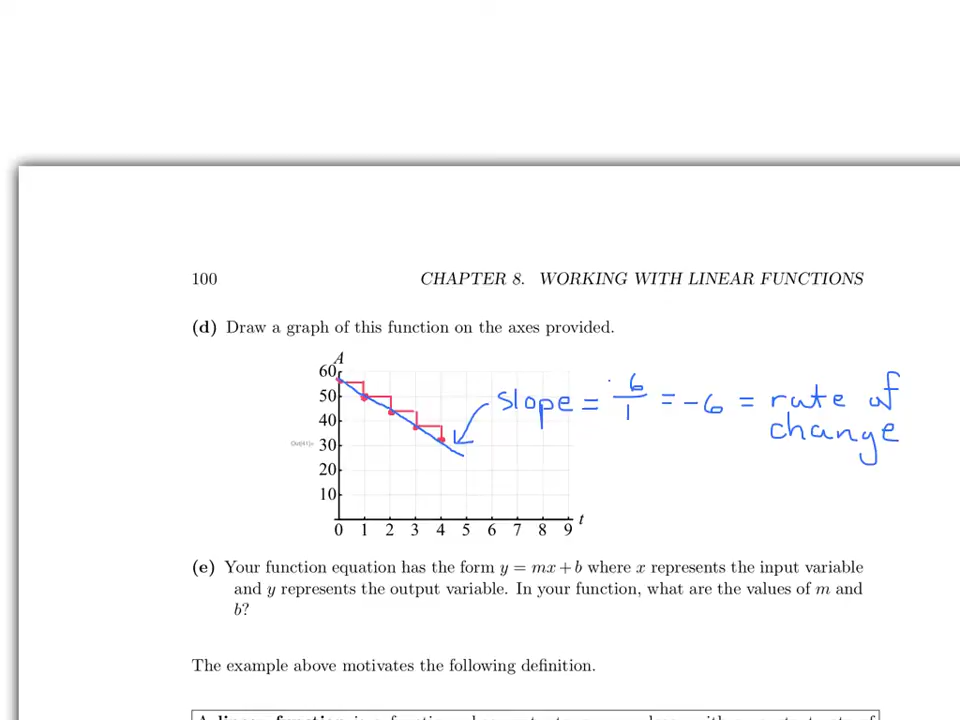 100 CHAPTER 8. WORKING WITH LINEAR FUNCTIONS
(d) Draw a graph of this function on the axes provided.
A
60
50
40
30
20
10
0 1 2 3 4 5 6 7 8 9 t
slope = -6/1 = -6 = rate of
change
(e) Your function equation has the form y = mx + b where x represents the input variable
and y represents the output variable. In your function, what are the values of m and
b?
The example above motivates the following definition.